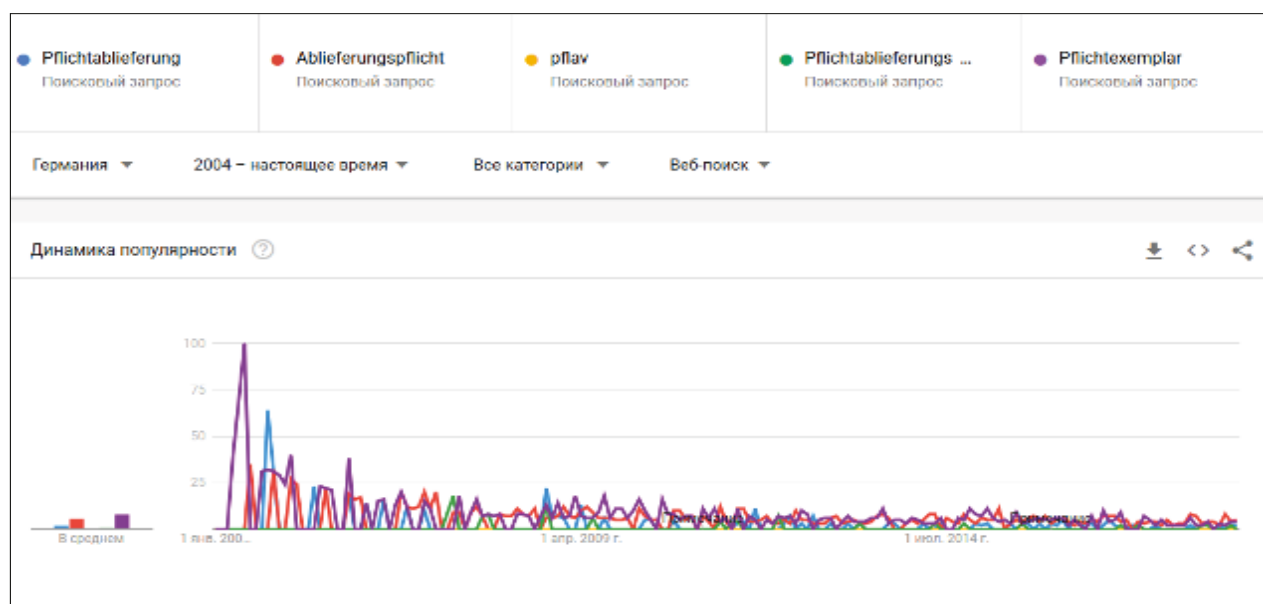 Pflichtablieferung
Поисковый запрос
Ablieferungspflicht
Поисковый запрос
pflav
Поисковый запрос
Pflichtablieferungs ...
Поисковый запрос
Pflichtexemplar
Поисковый запрос
Германия 2004 – настоящее время Все категории Веб-поиск
Динамика популярности ?
100
75
50
25
Примечание Примечание
В среднем 1 янв. 200... 1 апр. 2009 г. 1 июл. 2014 г.